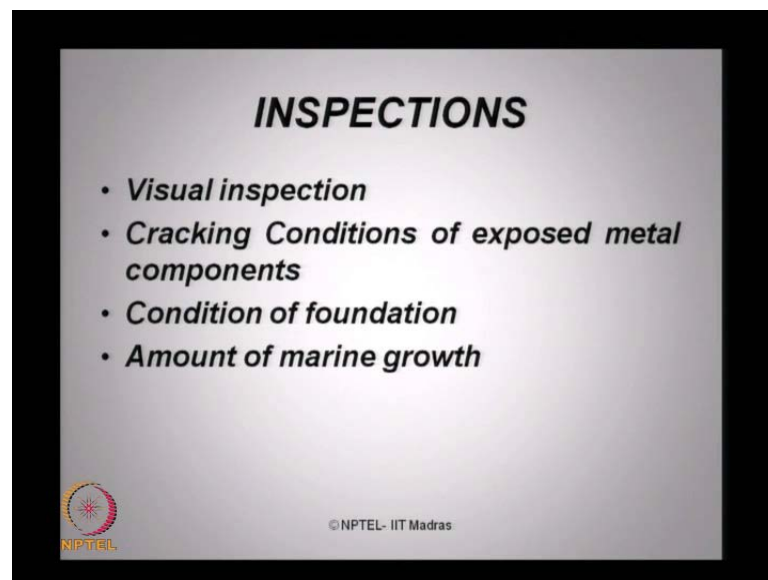 INSPECTIONS
• Visual inspection
• Cracking Conditions of exposed metal
components
• Condition of foundation
• Amount of marine growth
NPTEL
©NPTEL- IIT Madras